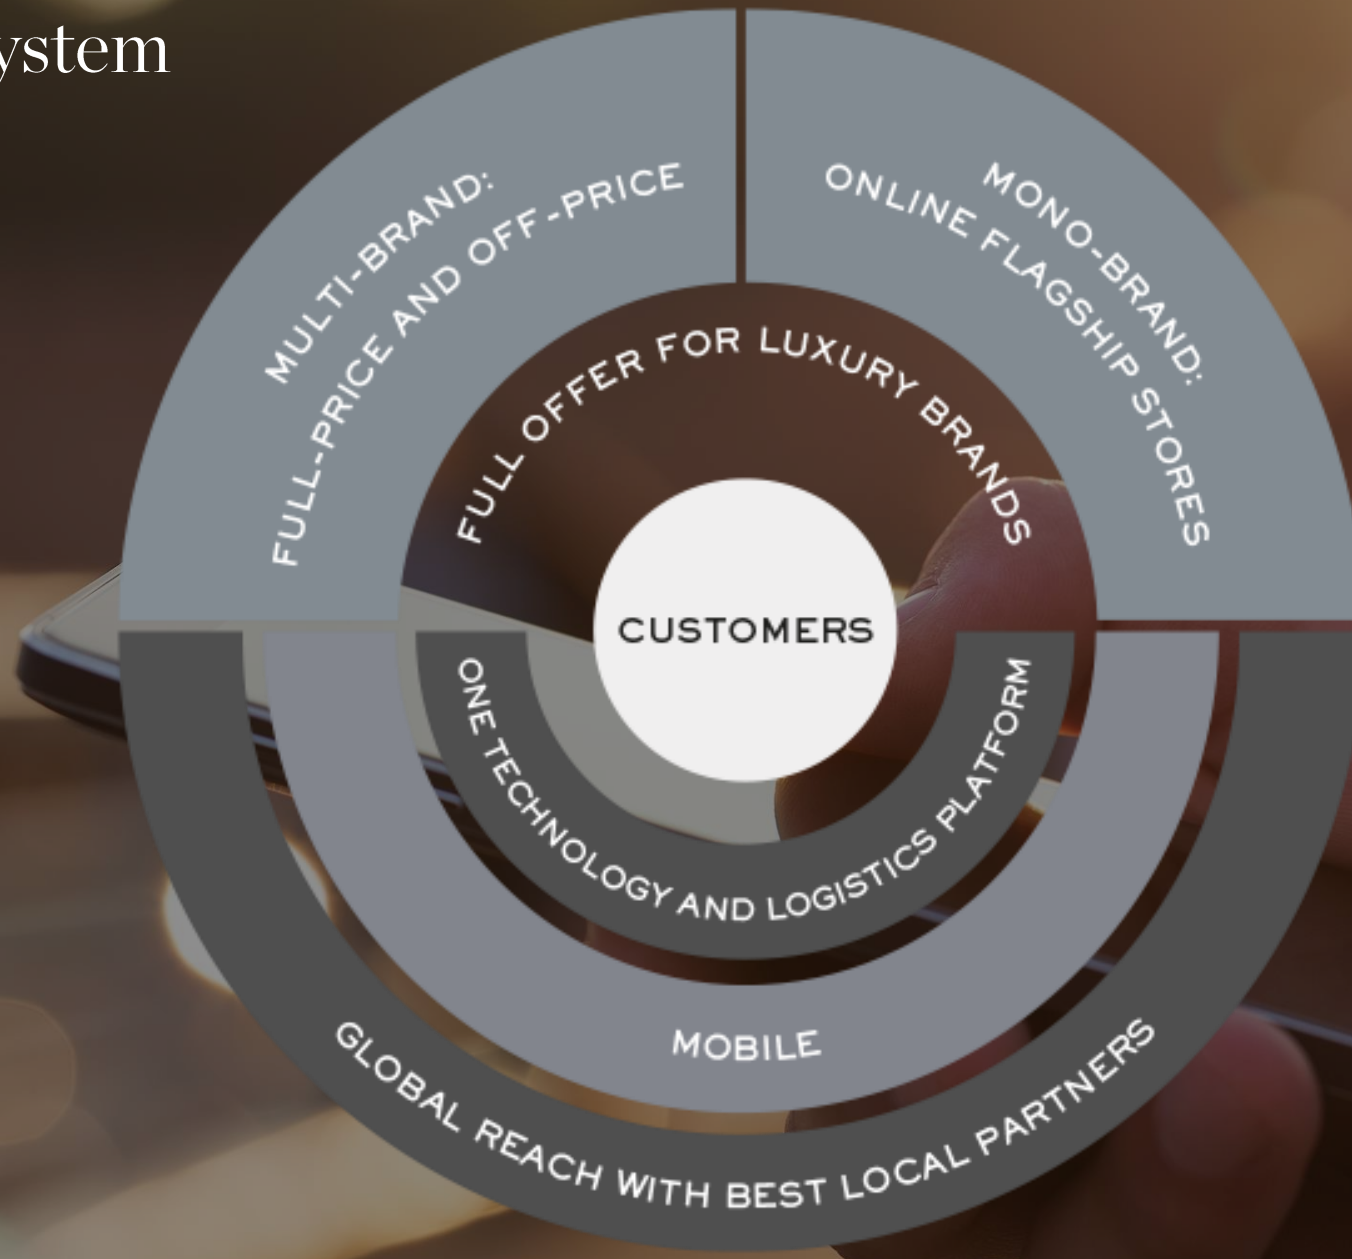 ystem
MULTI-BRAND:
FULL-PRICE AND OFF-PRICE
MONO-BRAND:
ONLINE FLAGSHIP STORES
FULL OFFER FOR LUXURY BRANDS
CUSTOMERS
ONE TECHNOLOGY AND LOGISTICS PLATFORM
MOBILE
GLOBAL REACH WITH BEST LOCAL PARTNERS